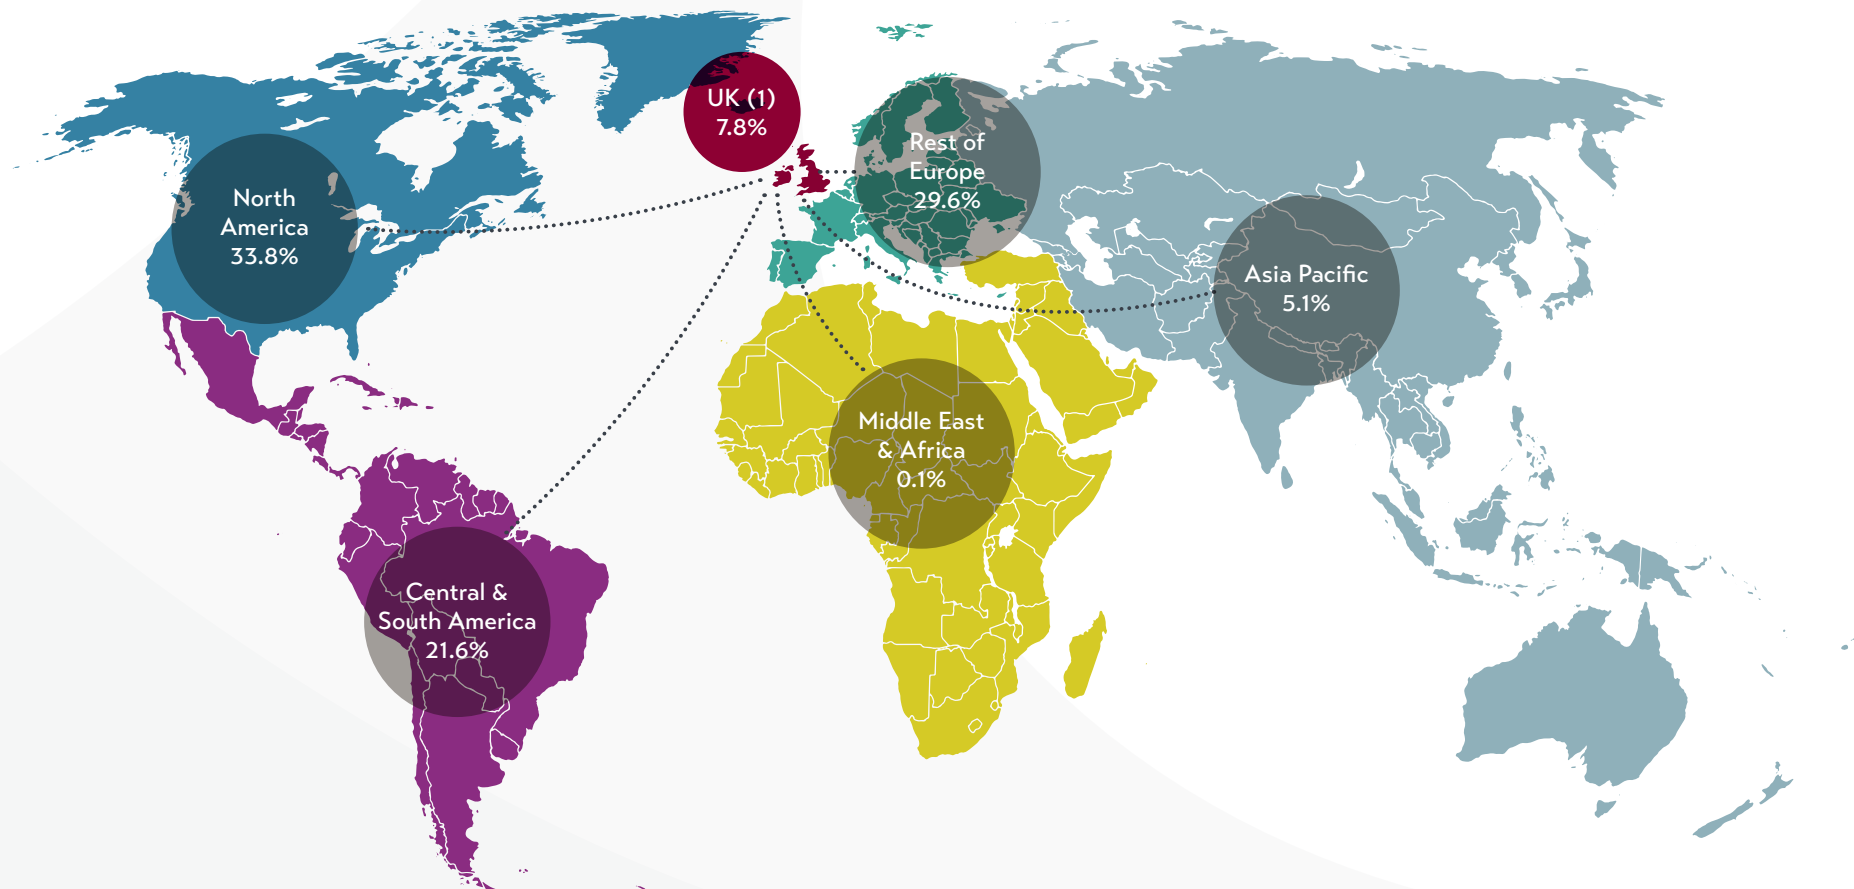 UK (1)
7.8%
Rest of
Europe
29.6%
North
America
33.8%
Asia Pacific
5.1%
Middle East
& Africa
0.1%
Central &
South America
21.6%